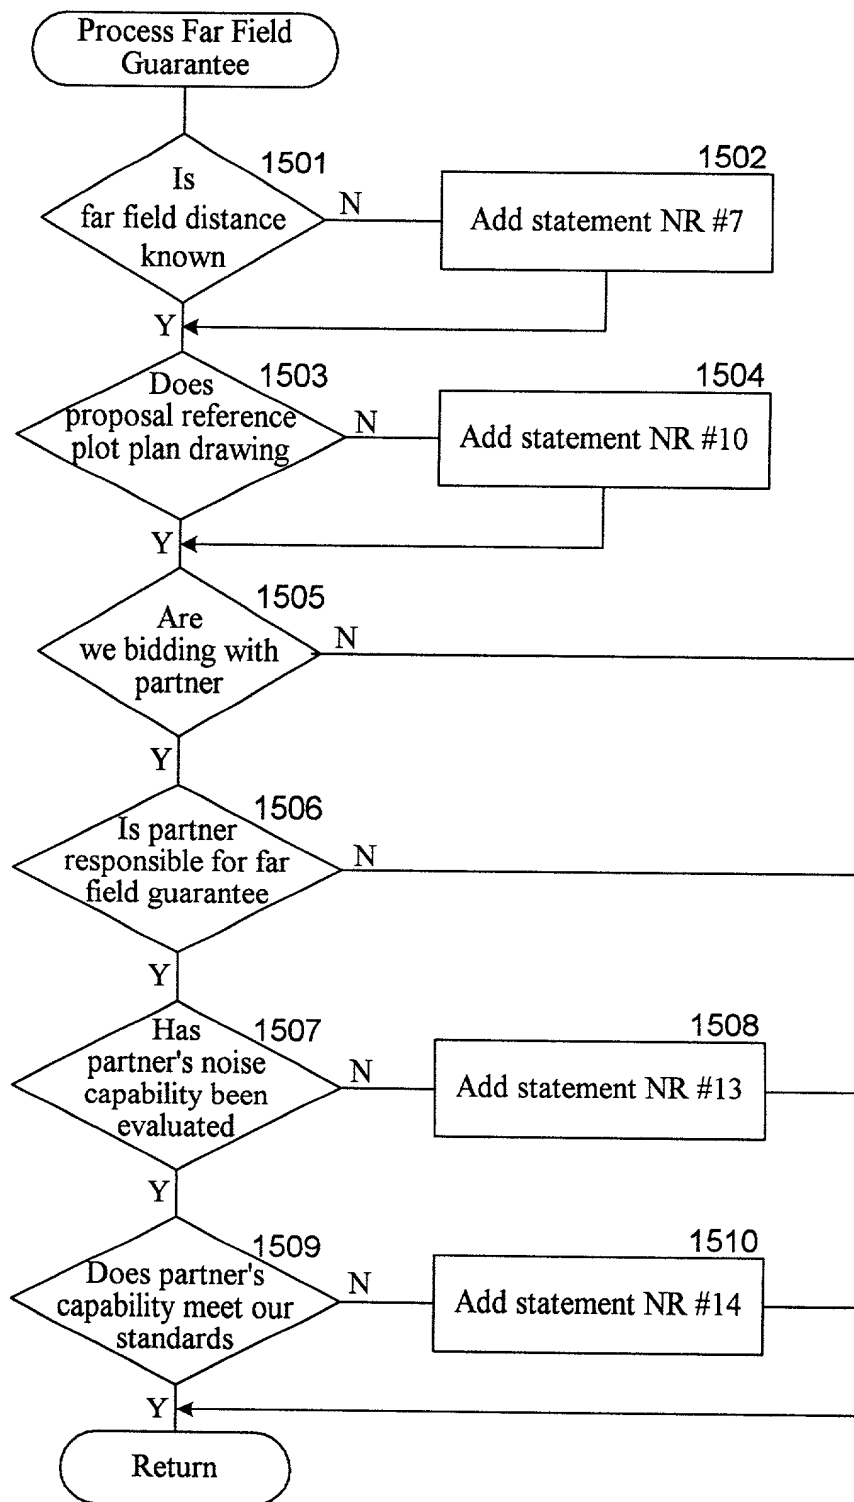 Process Far Field
Guarantee
1501
Is
far field distance
known
N
1502
Add statement NR #7
Y
1503
Does
proposal reference
plot plan drawing
N
1504
Add statement NR #10
Y
1505
Are
we bidding with
partner
N
Y
1506
Is partner
responsible for far
field guarantee
N
Y
1507
Has
partner's noise
capability been
evaluated
N
1508
Add statement NR #13
Y
1509
Does partner's
capability meet our
standards
N
1510
Add statement NR #14
Y
Return